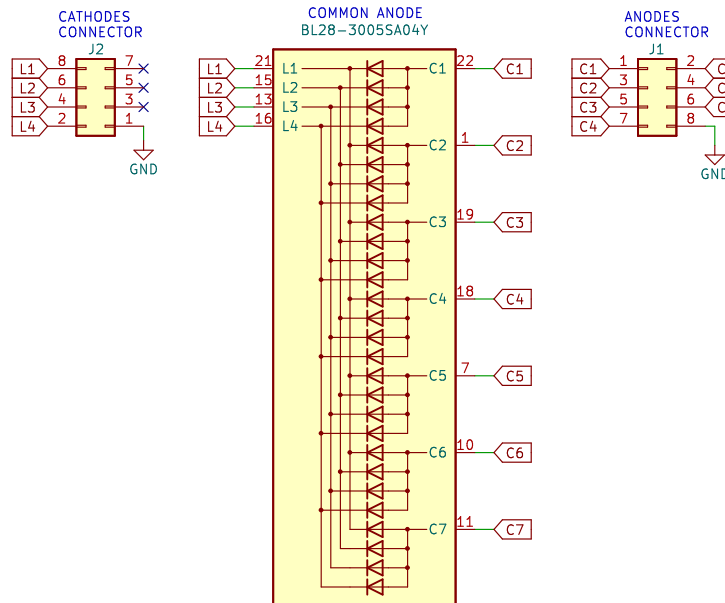 CATHODES
CONNECTOR
J2
L1 8 7
L2 6 5
L3 4 3
L4 2 1
GND
COMMON ANODE
BL28-3005SA04Y
L1 21 L1 C1 22 C1
L2 15 L2
L3 13 L3
L4 16 L4
C2 1 C2
C3 19 C3
C4 18 C4
C5 7 C5
C6 10 C6
C7 11 C7
ANODES
CONNECTOR
J1
C1 1 2
C2 3 4
C3 5 6
C4 7 8
GND